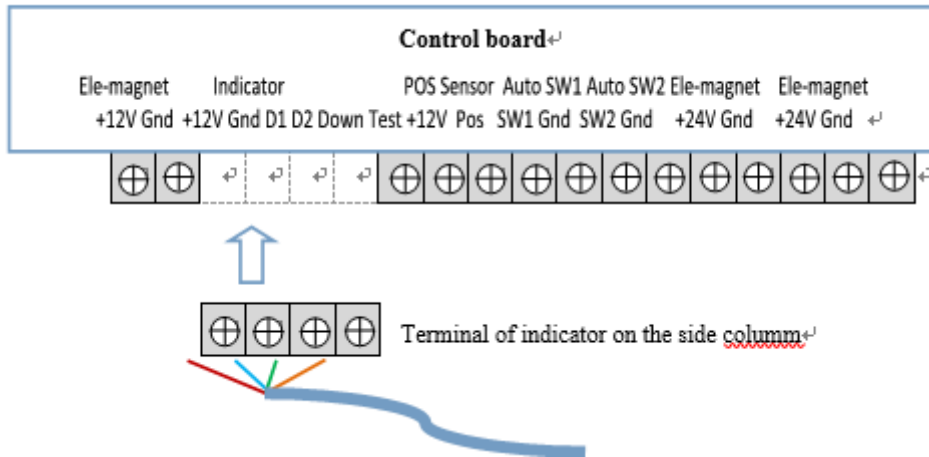 Control board
Ele-magnet Indicator POS Sensor Auto SW1 Auto SW2 Ele-magnet Ele-magnet
+12V Gnd +12V Gnd D1 D2 Down Test +12V Pos SW1 Gnd SW2 Gnd +24V Gnd +24V Gnd
Terminal of indicator on the side columm